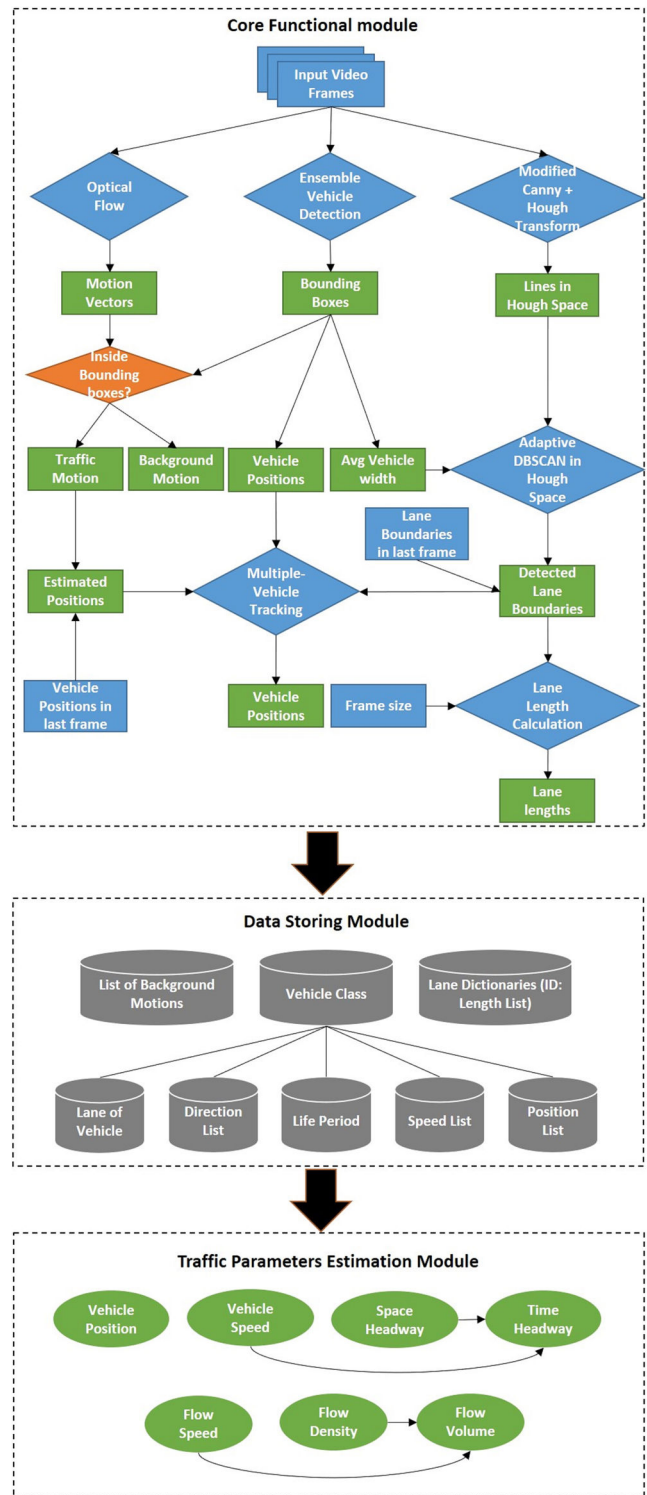 Core Functional module
Input Video
Frames
Optical
Flow
Ensemble
Vehicle
Detection
Modified
Canny +
Hough
Transform
Motion
Vectors
Bounding
Boxes
Lines in
Hough Space
Inside
Bounding
boxes?
Traffic
Motion
Background
Motion
Vehicle
Positions
Avg Vehicle
width
Adaptive
DBSCAN in
Hough
Space
Lane
Boundaries
in last frame
Estimated
Positions
Multiple-
Vehicle
Tracking
Detected
Lane
Boundaries
Vehicle
Positions in
last frame
Vehicle
Positions
Frame size
Lane
Length
Calculation
Lane
lengths
Data Storing Module
List of Background
Motions
Vehicle Class
Lane Dictionaries (ID:
Length List)
Lane of
Vehicle
Direction
List
Life Period
Speed List
Position
List
Traffic Parameters Estimation Module
Vehicle
Position
Vehicle
Speed
Space
Headway
Time
Headway
Flow
Speed
Flow
Density
Flow
Volume